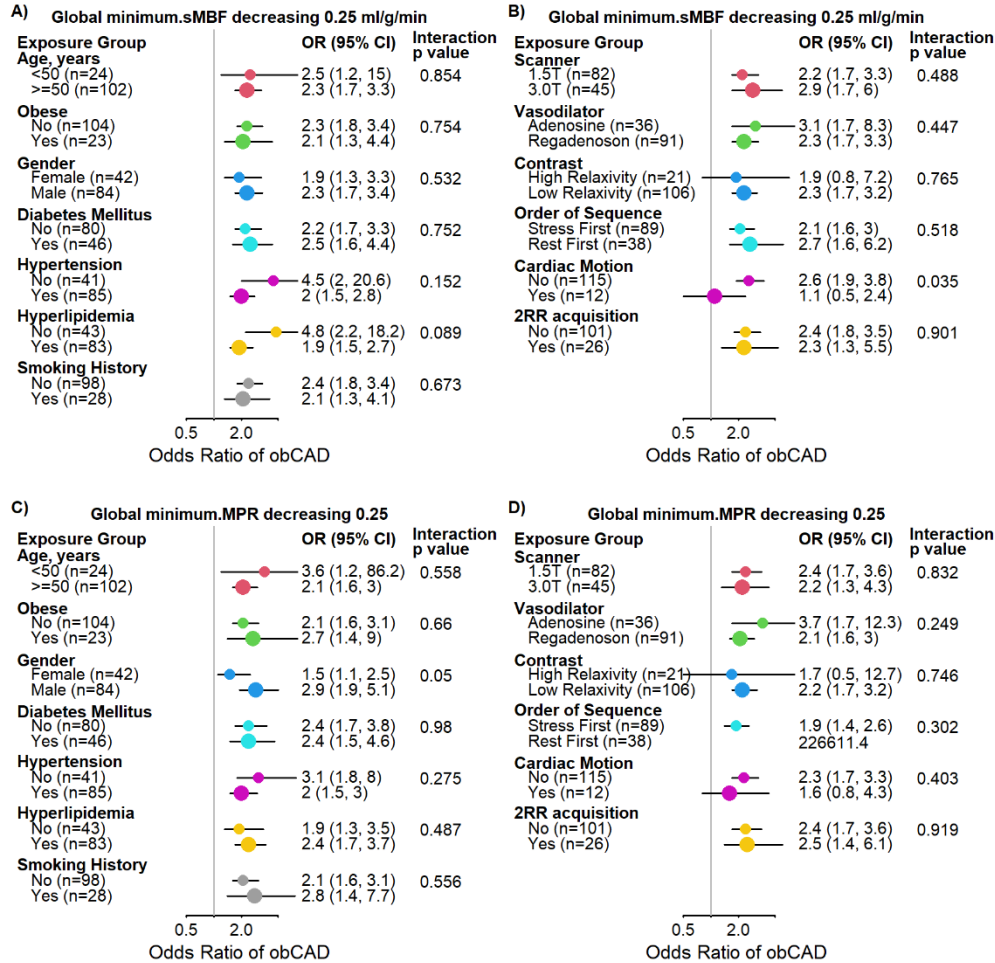 A)
Global minimum.sMBF decreasing 0.25 ml/g/min
Exposure Group OR (95% CI) Interaction p value
Age, years
<50 (n=24) 2.5 (1.2, 15) 0.854
>=50 (n=102) 2.3 (1.7, 3.3)
Obese
No (n=104) 2.3 (1.8, 3.4) 0.754
Yes (n=23) 2.1 (1.3, 4.4)
Gender
Female (n=42) 1.9 (1.3, 3.3) 0.532
Male (n=84) 2.3 (1.7, 3.4)
Diabetes Mellitus
No (n=80) 2.2 (1.7, 3.3) 0.752
Yes (n=46) 2.5 (1.6, 4.4)
Hypertension
No (n=41) 4.5 (2, 20.6) 0.152
Yes (n=85) 2 (1.5, 2.8)
Hyperlipidemia
No (n=43) 4.8 (2.2, 18.2) 0.089
Yes (n=83) 1.9 (1.5, 2.7)
Smoking History
No (n=98) 2.4 (1.8, 3.4) 0.673
Yes (n=28) 2.1 (1.3, 4.1)
0.5 2.0
Odds Ratio of obCAD
B)
Global minimum.sMBF decreasing 0.25 ml/g/min
Exposure Group OR (95% CI) Interaction p value
Scanner
1.5T (n=82) 2.2 (1.7, 3.3) 0.488
3.0T (n=45) 2.9 (1.7, 6)
Vasodilator
Adenosine (n=36) 3.1 (1.7, 8.3) 0.447
Regadenoson (n=91) 2.3 (1.7, 3.3)
Contrast
High Relaxivity (n=21) 1.9 (0.8, 7.2) 0.765
Low Relaxivity (n=106) 2.3 (1.7, 3.2)
Order of Sequence
Stress First (n=89) 2.1 (1.6, 3) 0.518
Rest First (n=38) 2.7 (1.6, 6.2)
Cardiac Motion
No (n=115) 2.6 (1.9, 3.8) 0.035
Yes (n=12) 1.1 (0.5, 2.4)
2RR acquisition
No (n=101) 2.4 (1.8, 3.5) 0.901
Yes (n=26) 2.3 (1.3, 5.5)
0.5 2.0
Odds Ratio of obCAD
C)
Global minimum.MPR decreasing 0.25
Exposure Group OR (95% CI) Interaction p value
Age, years
<50 (n=24) 3.6 (1.2, 86.2) 0.558
>=50 (n=102) 2.1 (1.6, 3)
Obese
No (n=104) 2.1 (1.6, 3.1) 0.66
Yes (n=23) 2.7 (1.4, 9)
Gender
Female (n=42) 1.5 (1.1, 2.5) 0.05
Male (n=84) 2.9 (1.9, 5.1)
Diabetes Mellitus
No (n=80) 2.4 (1.7, 3.8) 0.98
Yes (n=46) 2.4 (1.5, 4.6)
Hypertension
No (n=41) 3.1 (1.8, 8) 0.275
Yes (n=85) 2 (1.5, 3)
Hyperlipidemia
No (n=43) 1.9 (1.3, 3.5) 0.487
Yes (n=83) 2.4 (1.7, 3.7)
Smoking History
No (n=98) 2.1 (1.6, 3.1) 0.556
Yes (n=28) 2.8 (1.4, 7.7)
0.5 2.0
Odds Ratio of obCAD
D)
Global minimum.MPR decreasing 0.25
Exposure Group OR (95% CI) Interaction p value
Scanner
1.5T (n=82) 2.4 (1.7, 3.6) 0.832
3.0T (n=45) 2.2 (1.3, 4.3)
Vasodilator
Adenosine (n=36) 3.7 (1.7, 12.3) 0.249
Regadenoson (n=91) 2.1 (1.6, 3)
Contrast
High Relaxivity (n=21) 1.7 (0.5, 12.7) 0.746
Low Relaxivity (n=106) 2.2 (1.7, 3.2)
Order of Sequence
Stress First (n=89) 1.9 (1.4, 2.6) 0.302
Rest First (n=38) 226611.4
Cardiac Motion
No (n=115) 2.3 (1.7, 3.3) 0.403
Yes (n=12) 1.6 (0.8, 4.3)
2RR acquisition
No (n=101) 2.4 (1.7, 3.6) 0.919
Yes (n=26) 2.5 (1.4, 6.1)
0.5 2.0
Odds Ratio of obCAD